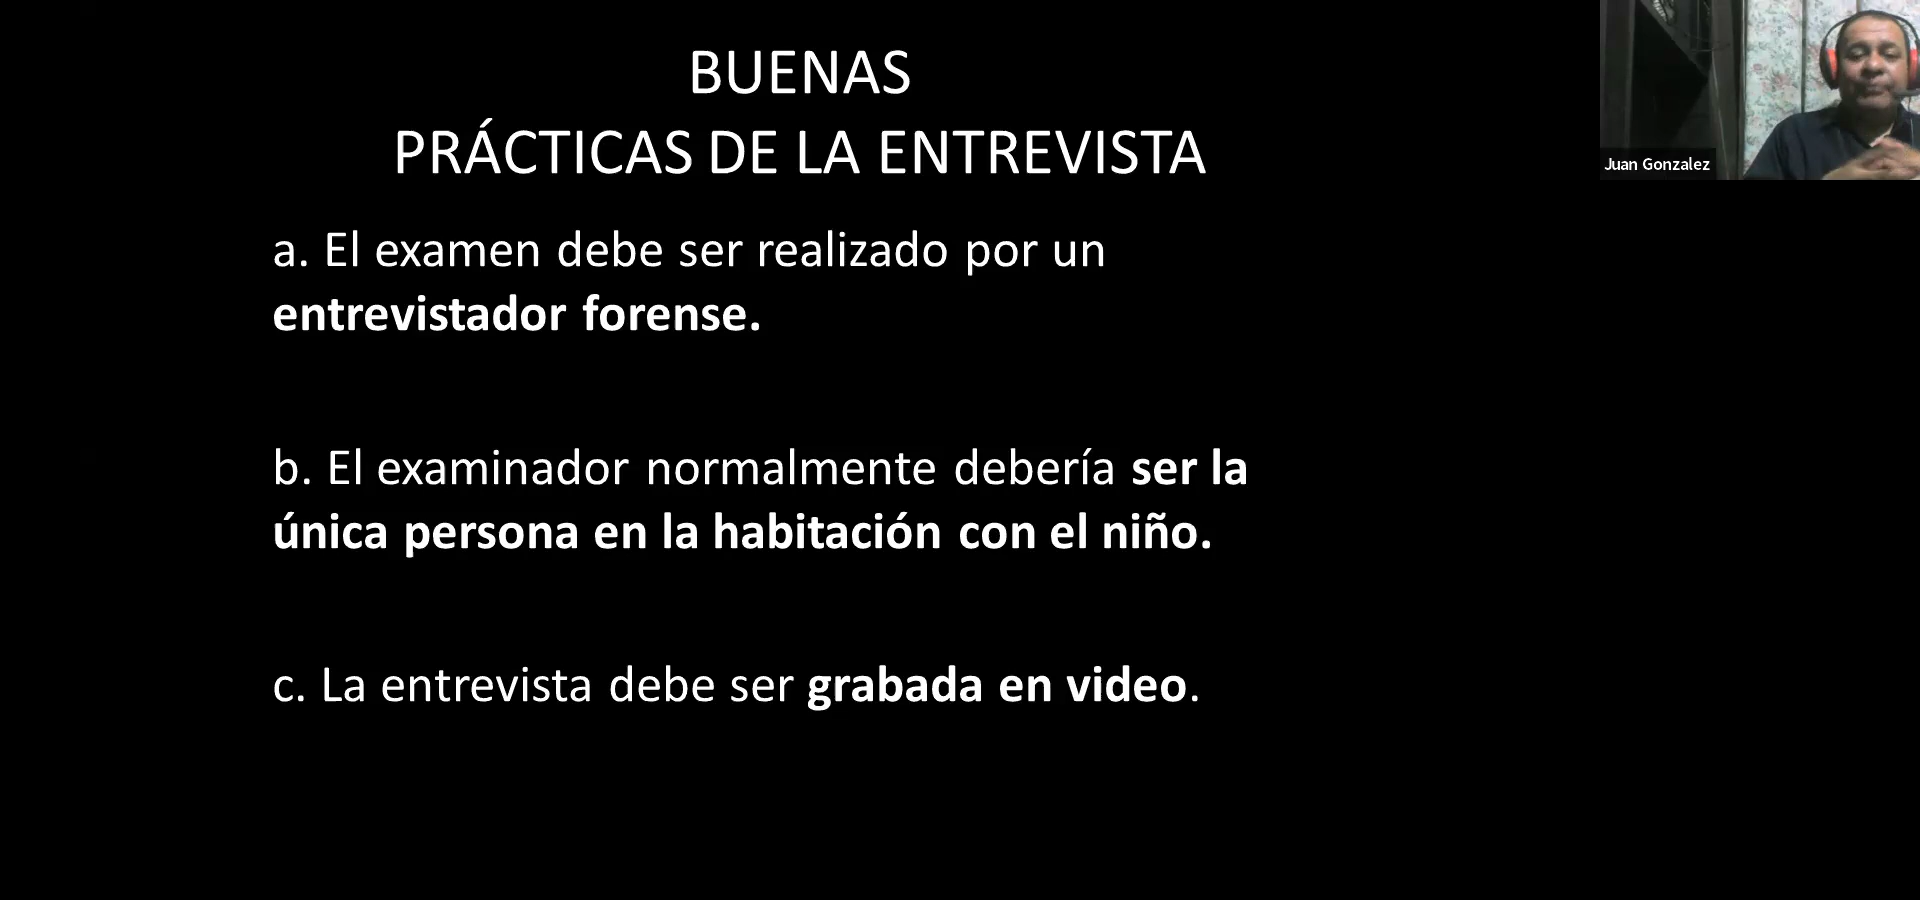 BUENAS
PRÁCTICAS DE LA ENTREVISTA
Juan Gonzalez
a. El examen debe ser realizado por un
entrevistador forense.
b. El examinador normalmente debería ser la
única persona en la habitación con el niño.
c. La entrevista debe ser grabada en video.